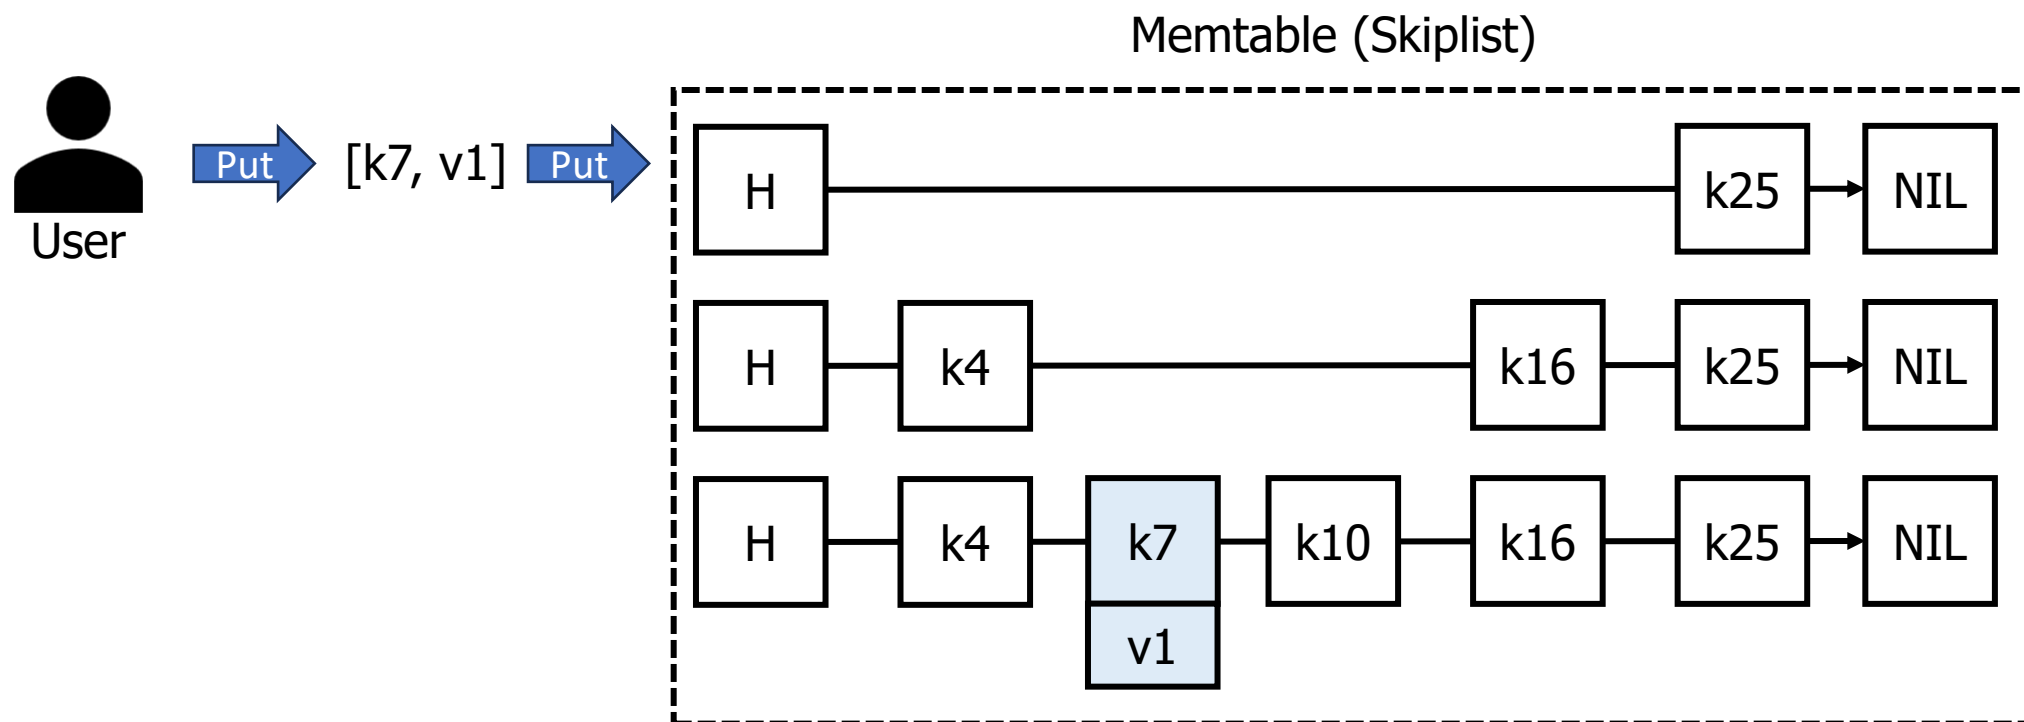 Memtable (Skiplist)
Put [k7, v1] Put
User
H k25 NIL
H k4 k16 k25 NIL
H k4 k7 k10 k16 k25 NIL
v1